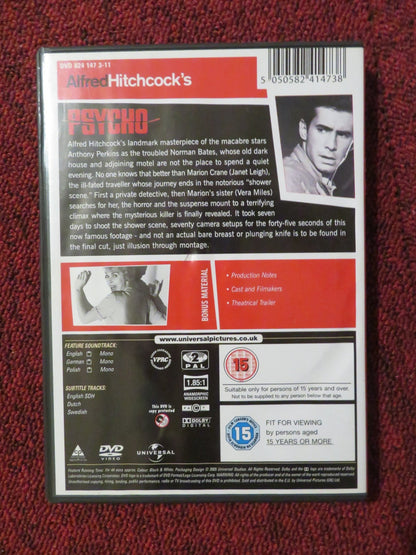 DVD 824 147 3-11
5 050582 414738
AlfredHitchcock's
PSYCHO
Alfred Hitchcock's landmark masterpiece of the macabre stars
Anthony Perkins as the troubled Norman Bates, whose old dark
house and adjoining motel are not the place to spend a quiet
evening. No one knows that better than Marion Crane (Janet Leigh),
the ill-fated traveller whose journey ends in the notorious "shower
scene." First a private detective, then Marion's sister (Vera Miles)
searches for her, the horror and the suspense mount to a terrifying
climax where the mysterious killer is finally revealed. It took seven
days to shoot the shower scene, seventy camera setups for the forty-five seconds of this
now famous footage - and not an actual bare breast or plunging knife is to be found in
the final cut, just illusion through montage.
BONUS MATERIAL
• Production Notes
• Cast and Filmakers
• Theatrical Trailer
www.universalpictures.co.uk
FEATURE SOUNDTRACK:
English Mono
German Mono
Polish Mono
SUBTITLE TRACKS:
English SDH
Dutch
Swedish
VPRC
2
PAL
1.85:1
ANAMORPHIC
WIDESCREEN
This DVD is
copy protected
DOLBY
DIGITAL
15
Suitable only for persons of 15 years and over.
Not to be supplied to any person below that age.
15
FIT FOR VIEWING
by persons aged
15 YEARS OR MORE
DVD
VIDEO
UNIVERSAL